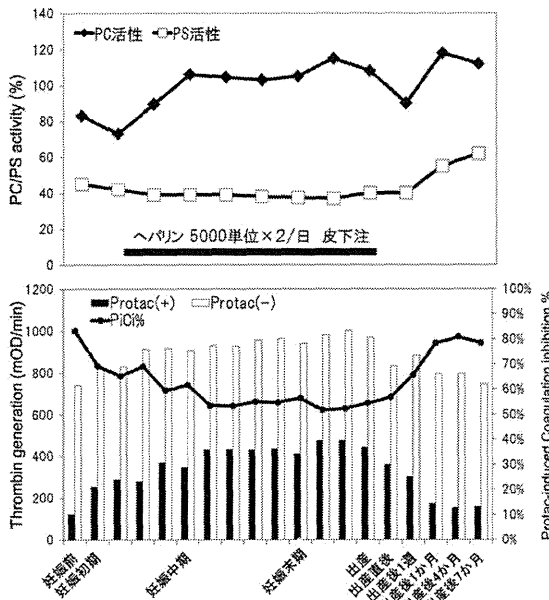 140
120
100
80
60
40
20
0
PC/PS activity (%)
PC活性 PS活性
ヘパリン 5000単位×2/日 皮下注
1200
1000
800
600
400
200
0
Thrombin generation (mOD/min)
Protac(+) Protac(-)
PiCi%
100%
90%
80%
70%
60%
50%
40%
30%
20%
10%
0%
Protac-induced Coagulation inhibition %
妊娠前
妊娠初期
妊娠中期
妊娠末期
出産
出産直後
出産後1週
出産後1か月
出産後4か月
出産後7か月